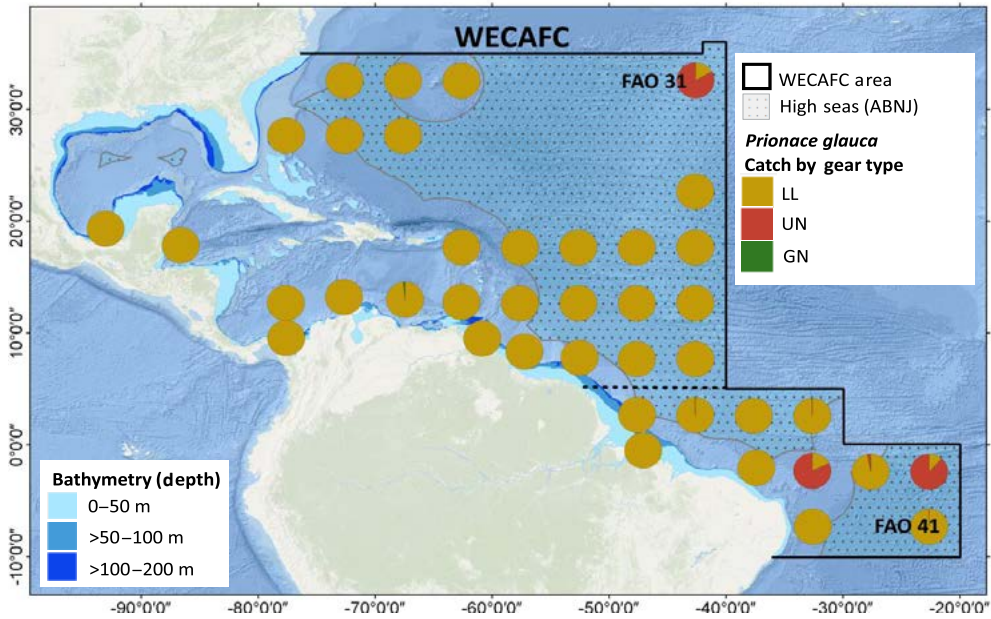 WECAFC
FAO 31
WECAFC area
High seas (ABNJ)
Prionace glauca
Catch by gear type
LL
UN
GN
30°0'0"
20°0'0"
10°0'0"
0°0'0"
-10°0'0"
FAO 41
Bathymetry (depth)
0–50 m
>50–100 m
>100–200 m
-90°0'0"
-80°0'0"
-70°0'0"
-60°0'0"
-50°0'0"
-40°0'0"
-30°0'0"
-20°0'0"